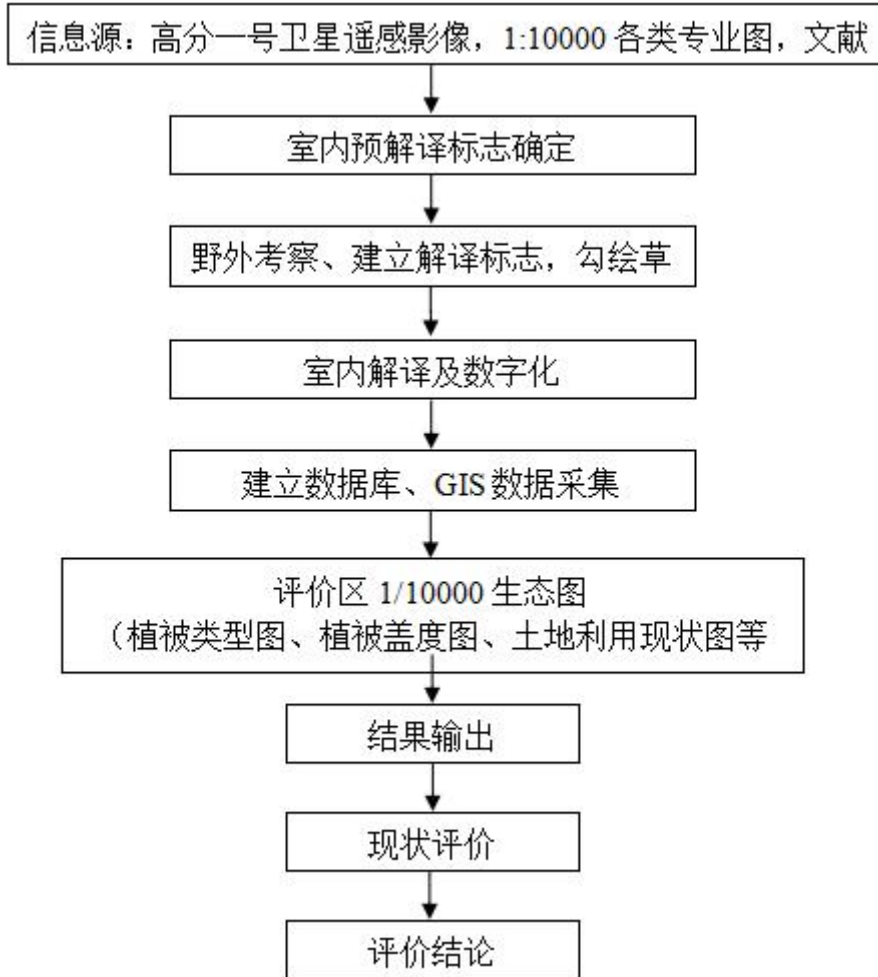 信息源：高分一号卫星遥感影像，1:10000 各类专业图，文献
室内预解译标志确定
野外考察、建立解译标志，勾绘草
室内解译及数字化
建立数据库、GIS 数据采集
评价区 1/10000 生态图
（植被类型图、植被盖度图、土地利用现状图等
结果输出
现状评价
评价结论